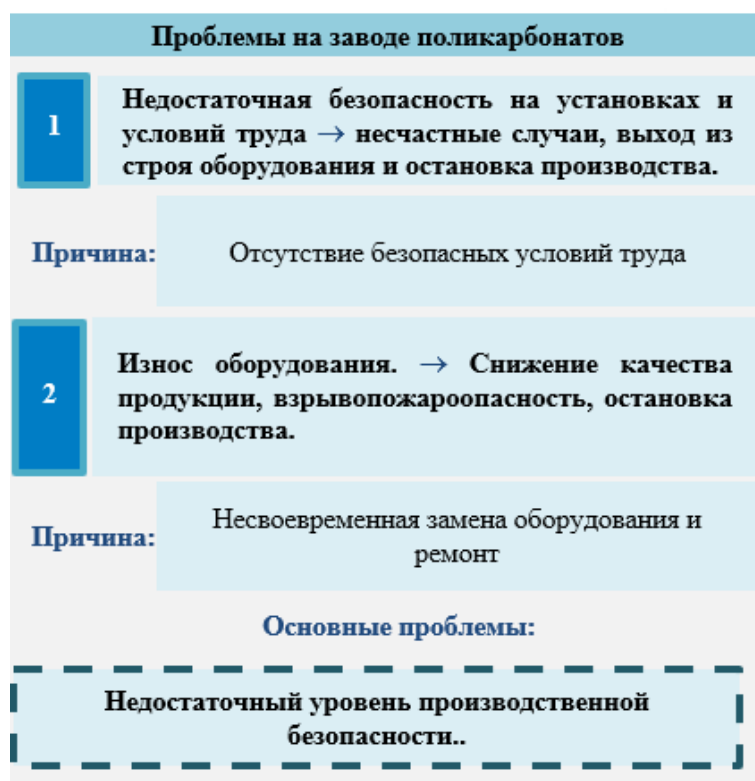 Проблемы на заводе поликарбонатов
1
Недостаточная безопасность на установках и
условий труда → несчастные случаи, выход из
строя оборудования и остановка производства.
Причина:
Отсутствие безопасных условий труда
2
Износ оборудования. → Снижение качества
продукции, взрывопожароопасность, остановка
производства.
Причина:
Несвоевременная замена оборудования и
ремонт
Основные проблемы:
Недостаточный уровень производственной
безопасности..